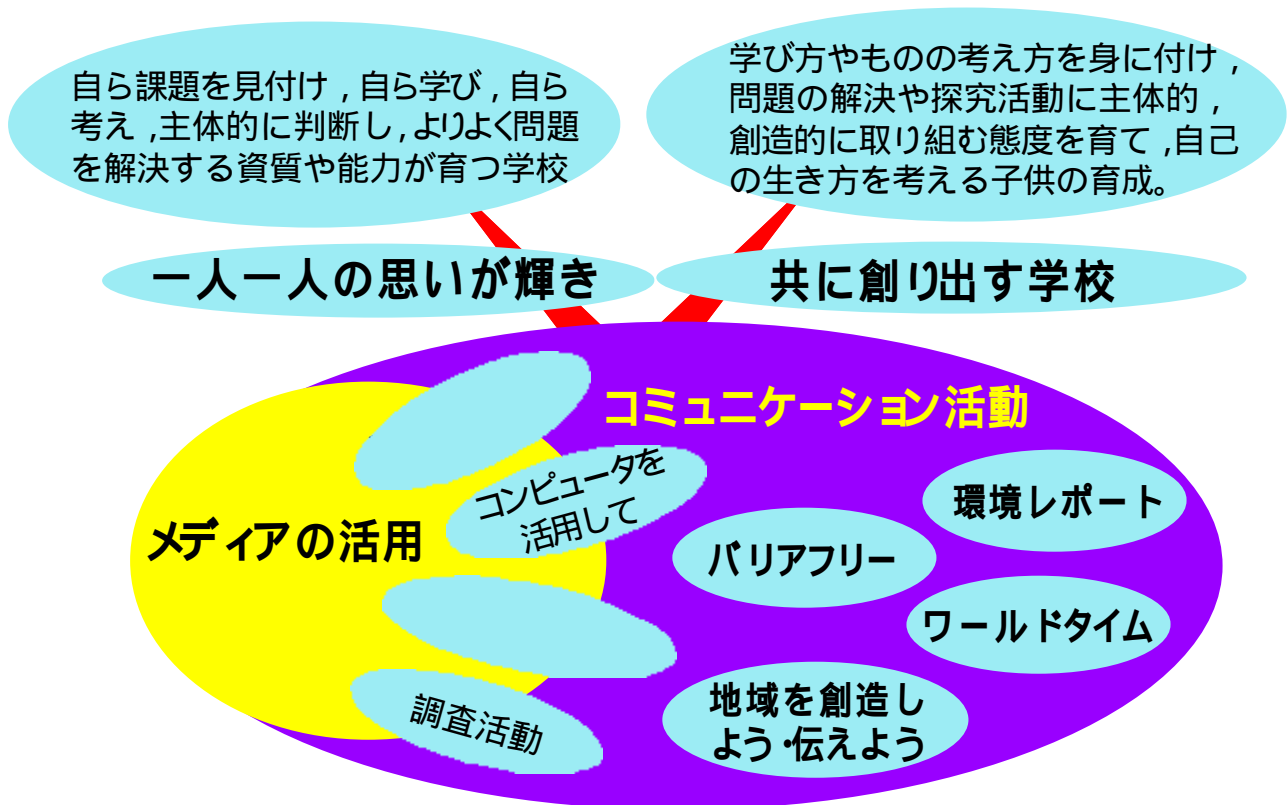 自ら課題を見付け，自ら学び，自ら
考え，主体的に判断し，よりよく問題
を解決する資質や能力が育つ学校
学び方やものの考え方を身に付け，
問題の解決や探究活動に主体的，
創造的に取り組む態度を育て，自己
の生き方を考える子供の育成。
一人一人の思いが輝き
共に創り出す学校
コミュニケーション活動
コンピュータを
活用して
メディアの活用
環境レポート
バリアフリー
ワールドタイム
調査活動
地域を創造し
よう・伝えよう